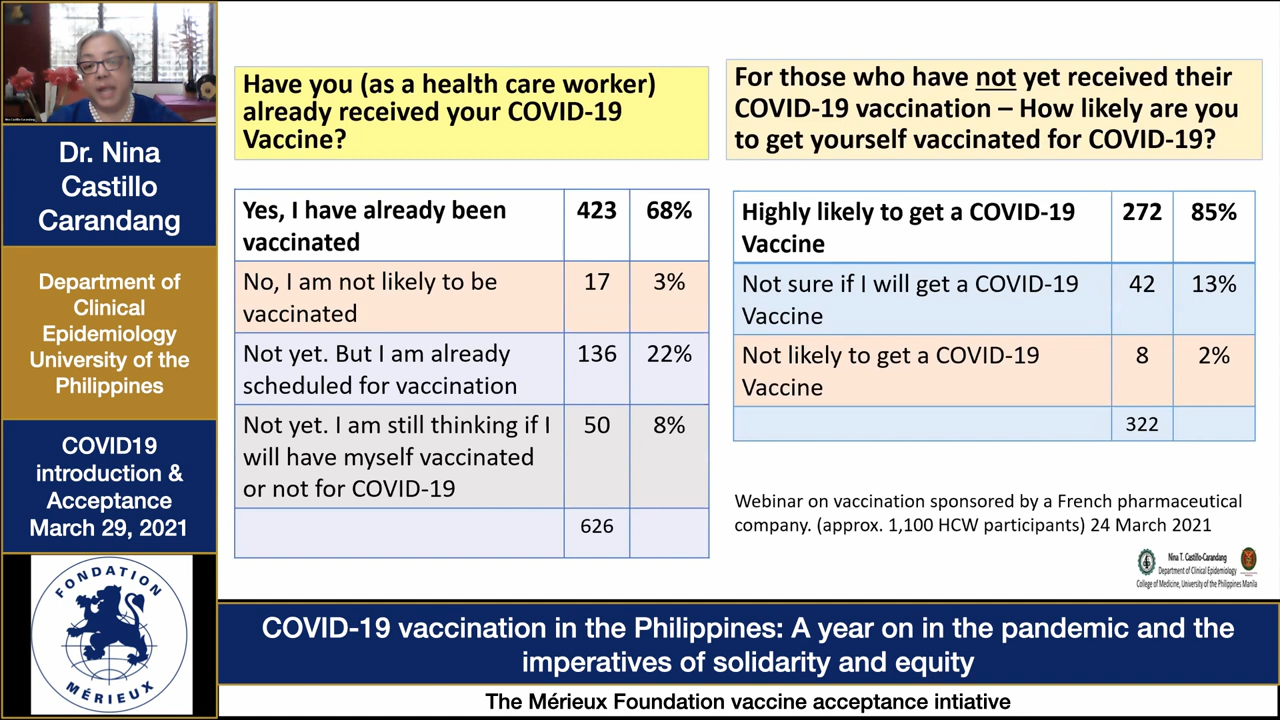 Dr. Nina
Castillo
Carandang
Department of
Clinical
Epidemiology
University of the
Philippines
COVID19
introduction &
Acceptance
March 29, 2021
FONDATION
MÉRIEUX
Have you (as a health care worker)
already received your COVID-19
Vaccine?
Yes, I have already been
vaccinated
423
68%
No, I am not likely to be
vaccinated
17
3%
Not yet. But I am already
scheduled for vaccination
136
22%
Not yet. I am still thinking if I
will have myself vaccinated
or not for COVID-19
50
8%
626
For those who have not yet received their
COVID-19 vaccination – How likely are you
to get yourself vaccinated for COVID-19?
Highly likely to get a COVID-19
Vaccine
272
85%
Not sure if I will get a COVID-19
Vaccine
42
13%
Not likely to get a COVID-19
Vaccine
8
2%
322
Webinar on vaccination sponsored by a French pharmaceutical
company. (approx. 1,100 HCW participants) 24 March 2021
Nina T. Castillo-Carandang
Department of Clinical Epidemiology
College of Medicine, University of the Philippines Manila
COVID-19 vaccination in the Philippines: A year on in the pandemic and the
imperatives of solidarity and equity
The Mérieux Foundation vaccine acceptance intiative